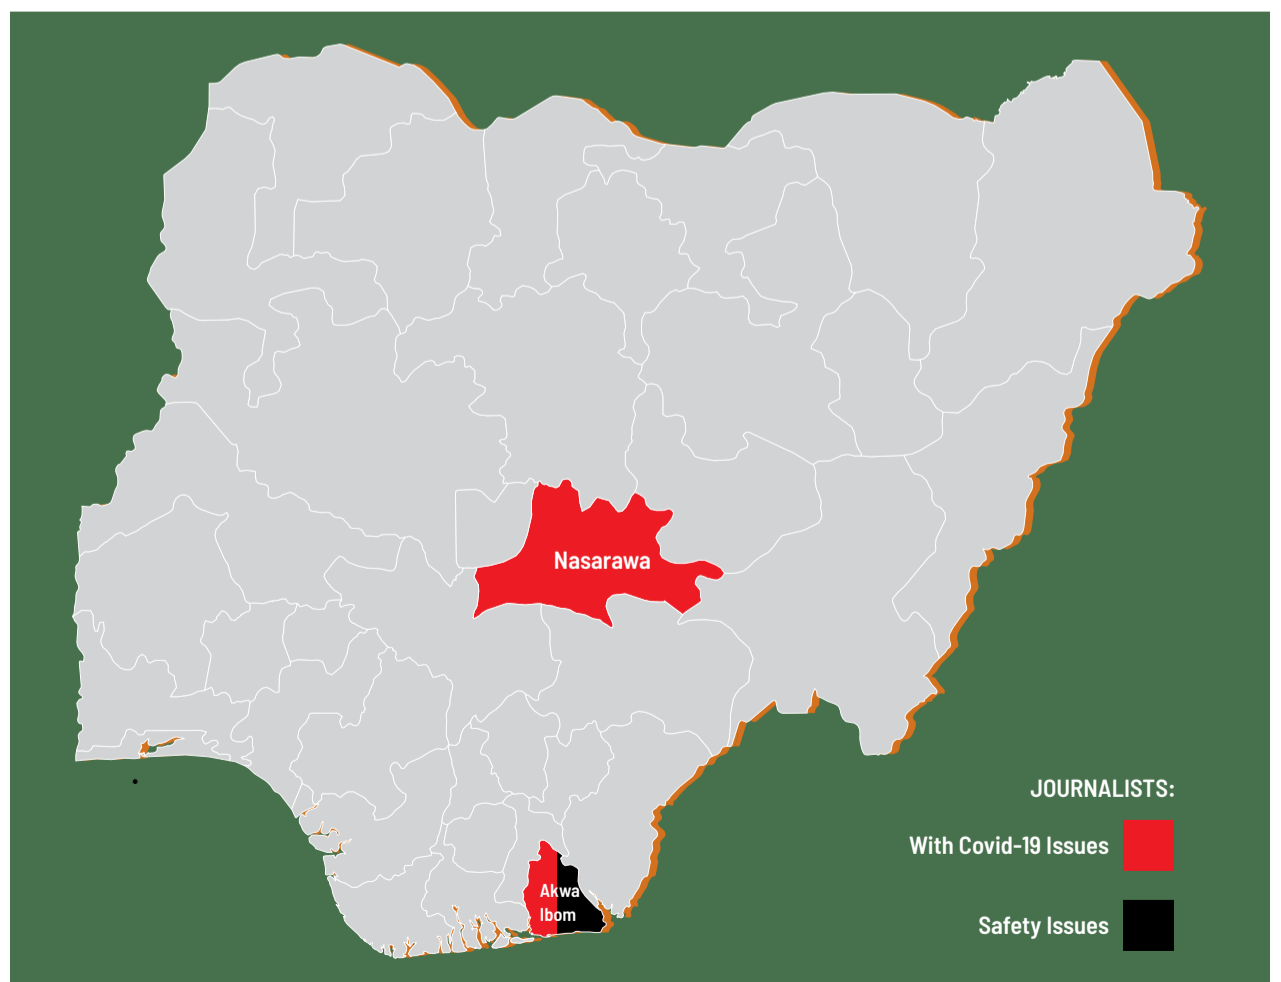 Nasarawa
Akwa
Ibom
JOURNALISTS:
With Covid-19 Issues
Safety Issues